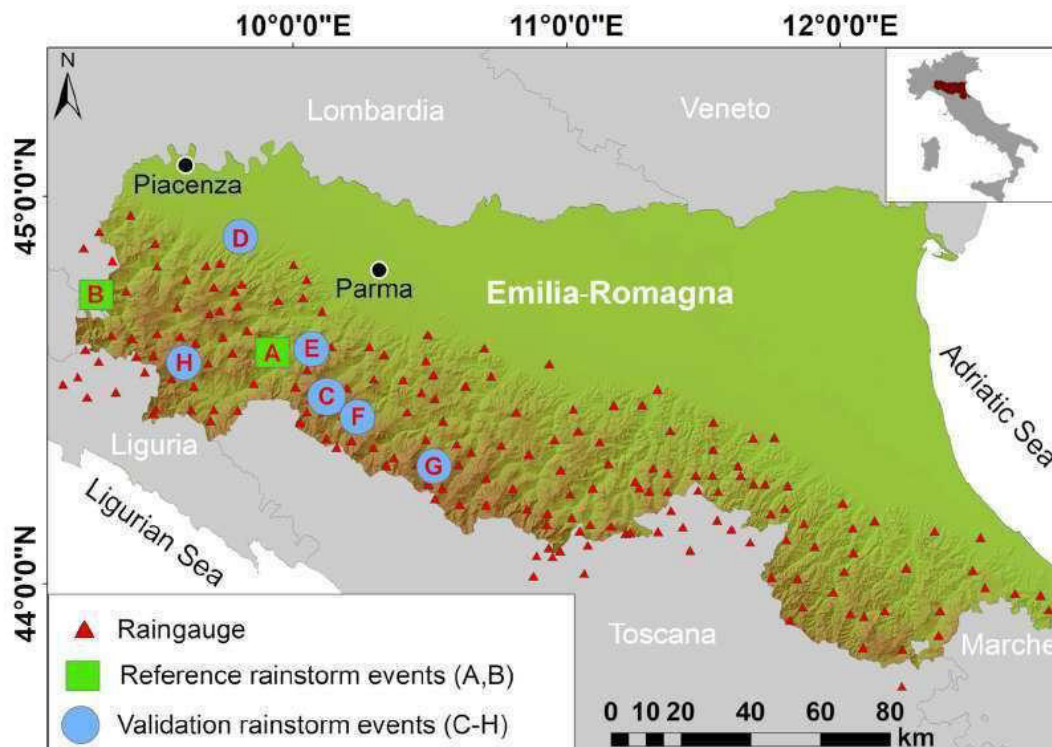 10°0'0"E
11°0'0"E
12°0'0"E
N
Lombardia
Veneto
45°0'0"N
Piacenza
D
B
Parma
Emilia-Romagna
A
E
H
C
F
Liguria
G
Adriatic Sea
Ligurian Sea
44°0'0"N
Raingauge
Toscana
Marche
Reference rainstorm events (A,B)
Validation rainstorm events (C-H)
0 10 20 40 60 80
km